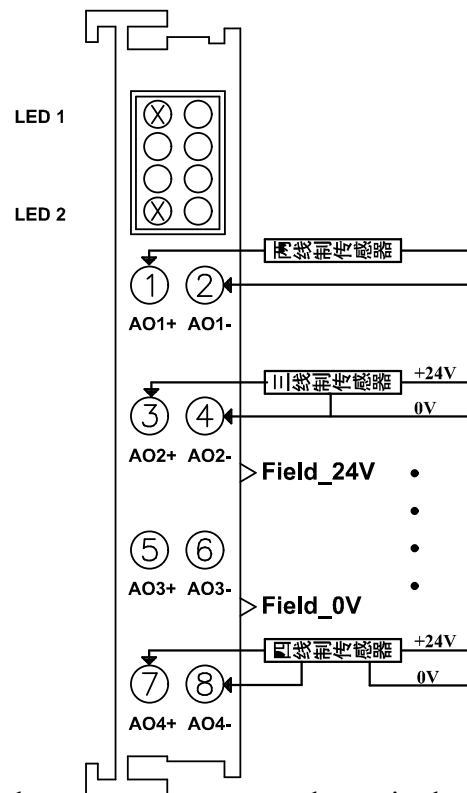 LED 1
LED 2
两线制传感器
1 2
AO1+ AO1-
三线制传感器 +24V
0V
3 4
AO2+ AO2-
Field_24V
5 6
AO3+ AO3-
Field_0V
四线制传感器 +24V
0V
7 8
AO4+ AO4-